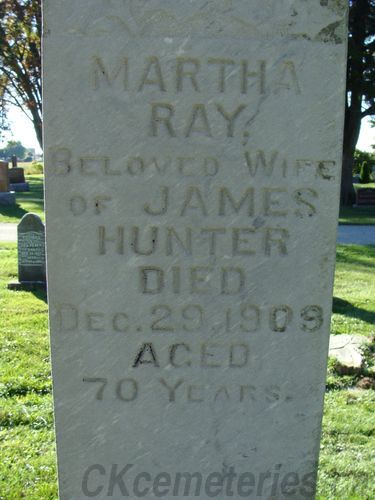 MARTHA
RAY,
BELOVED WIFE
OF JAMES
HUNTER
DIED
DEC. 29, 1909
AGED
70 YEARS.
CKcemeteries